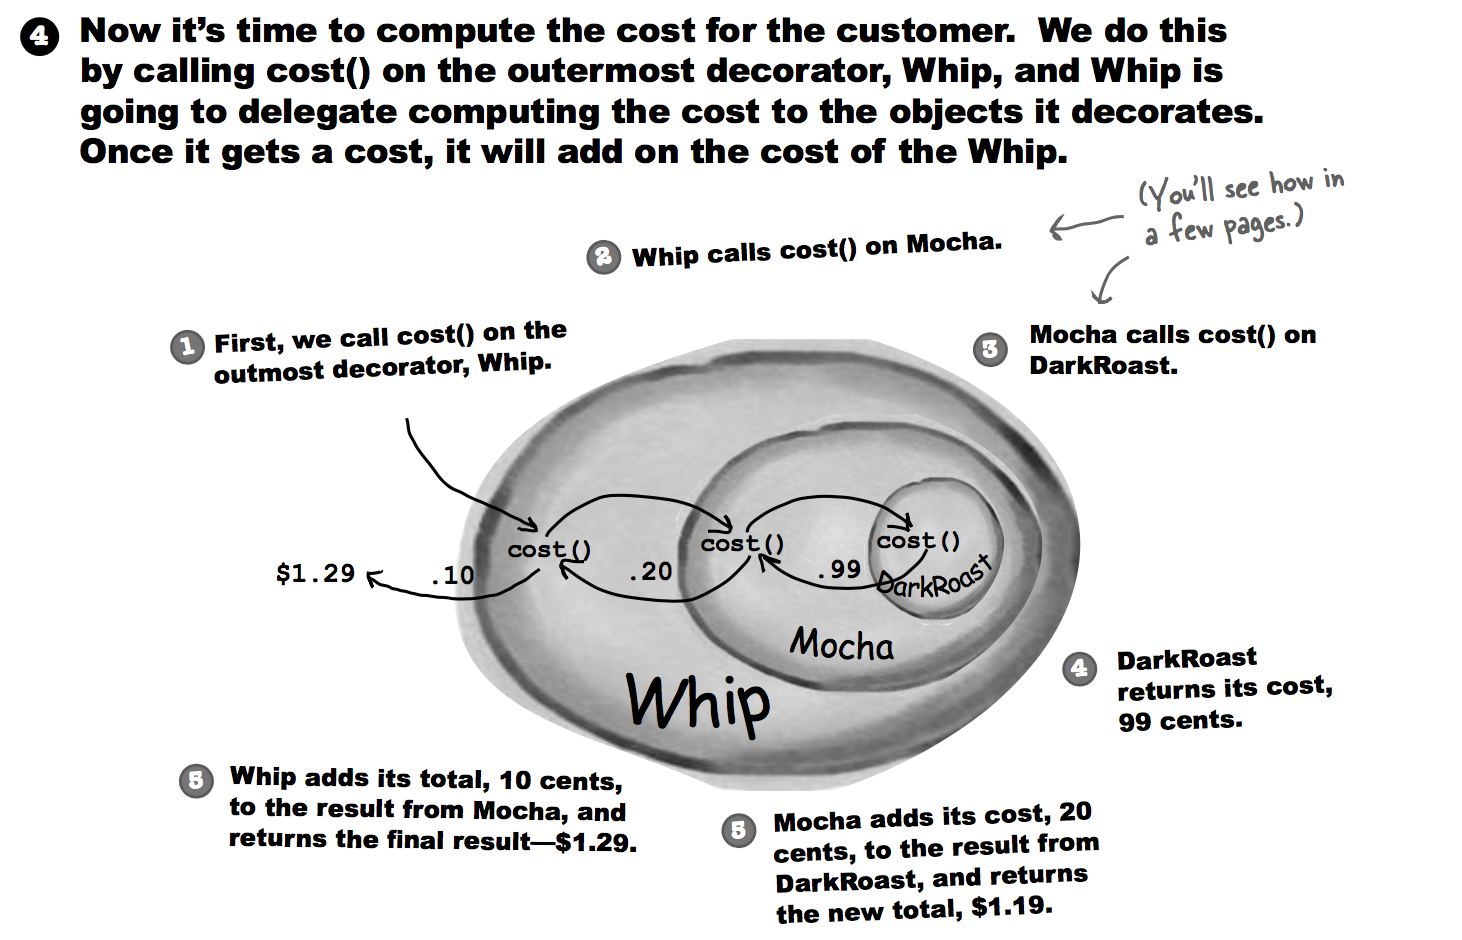 4 Now it's time to compute the cost for the customer. We do this
by calling cost() on the outermost decorator, Whip, and Whip is
going to delegate computing the cost to the objects it decorates.
Once it gets a cost, it will add on the cost of the Whip.
(You'll see how in
a few pages.)
2 Whip calls cost() on Mocha.
1 First, we call cost() on the
outmost decorator, Whip.
3 Mocha calls cost() on
DarkRoast.
cost()
cost()
cost()
$1.29
.10
.20
.99
DarkRoast
Mocha
Whip
4 DarkRoast
returns its cost,
99 cents.
5 Whip adds its total, 10 cents,
to the result from Mocha, and
returns the final result—$1.29.
5 Mocha adds its cost, 20
cents, to the result from
DarkRoast, and returns
the new total, $1.19.